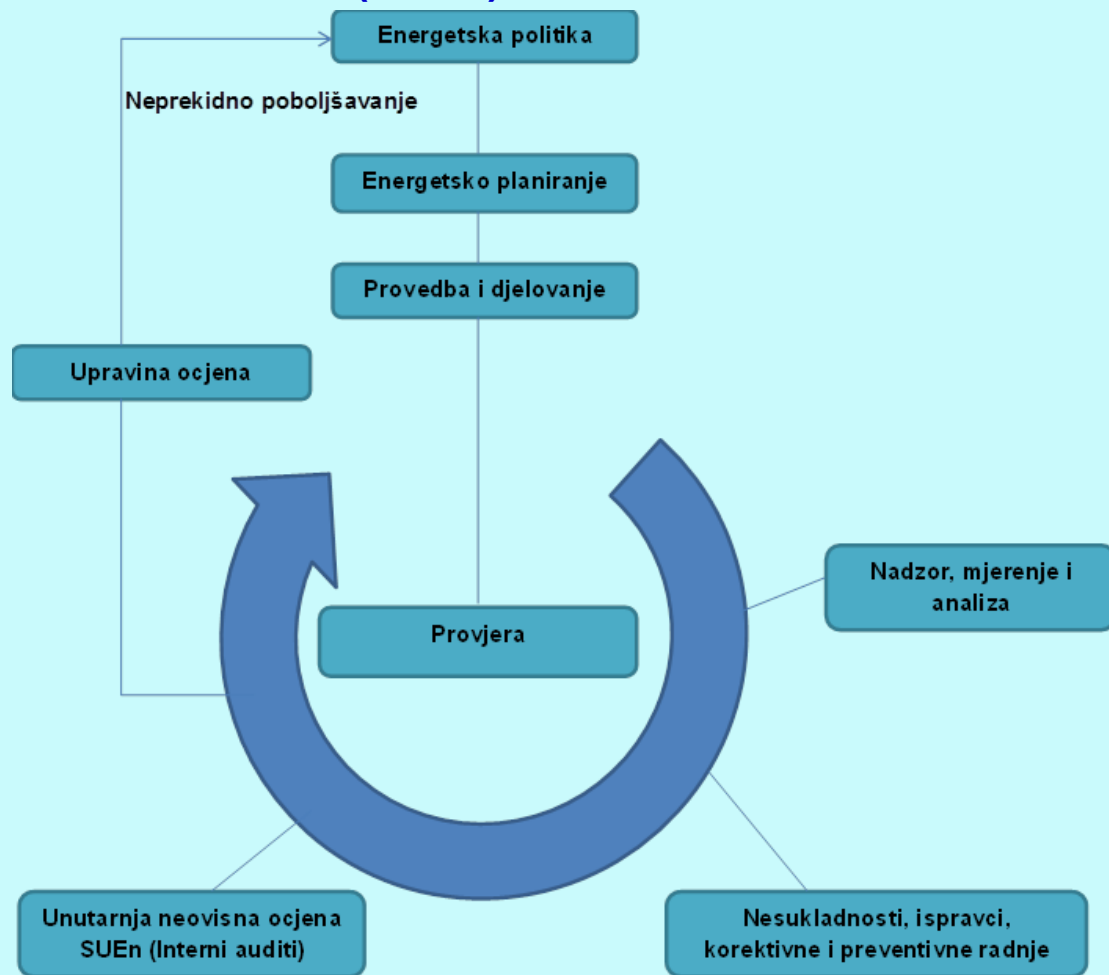 Energetska politika
Neprekidno poboljšavanje
Energetsko planiranje
Provedba i djelovanje
Upravina ocjena
Nadzor, mjerenje i
analiza
Provjera
Unutarnja neovisna ocjena
SUEn (Interni auditi)
Nesukladnosti, ispravci,
korektivne i preventivne radnje